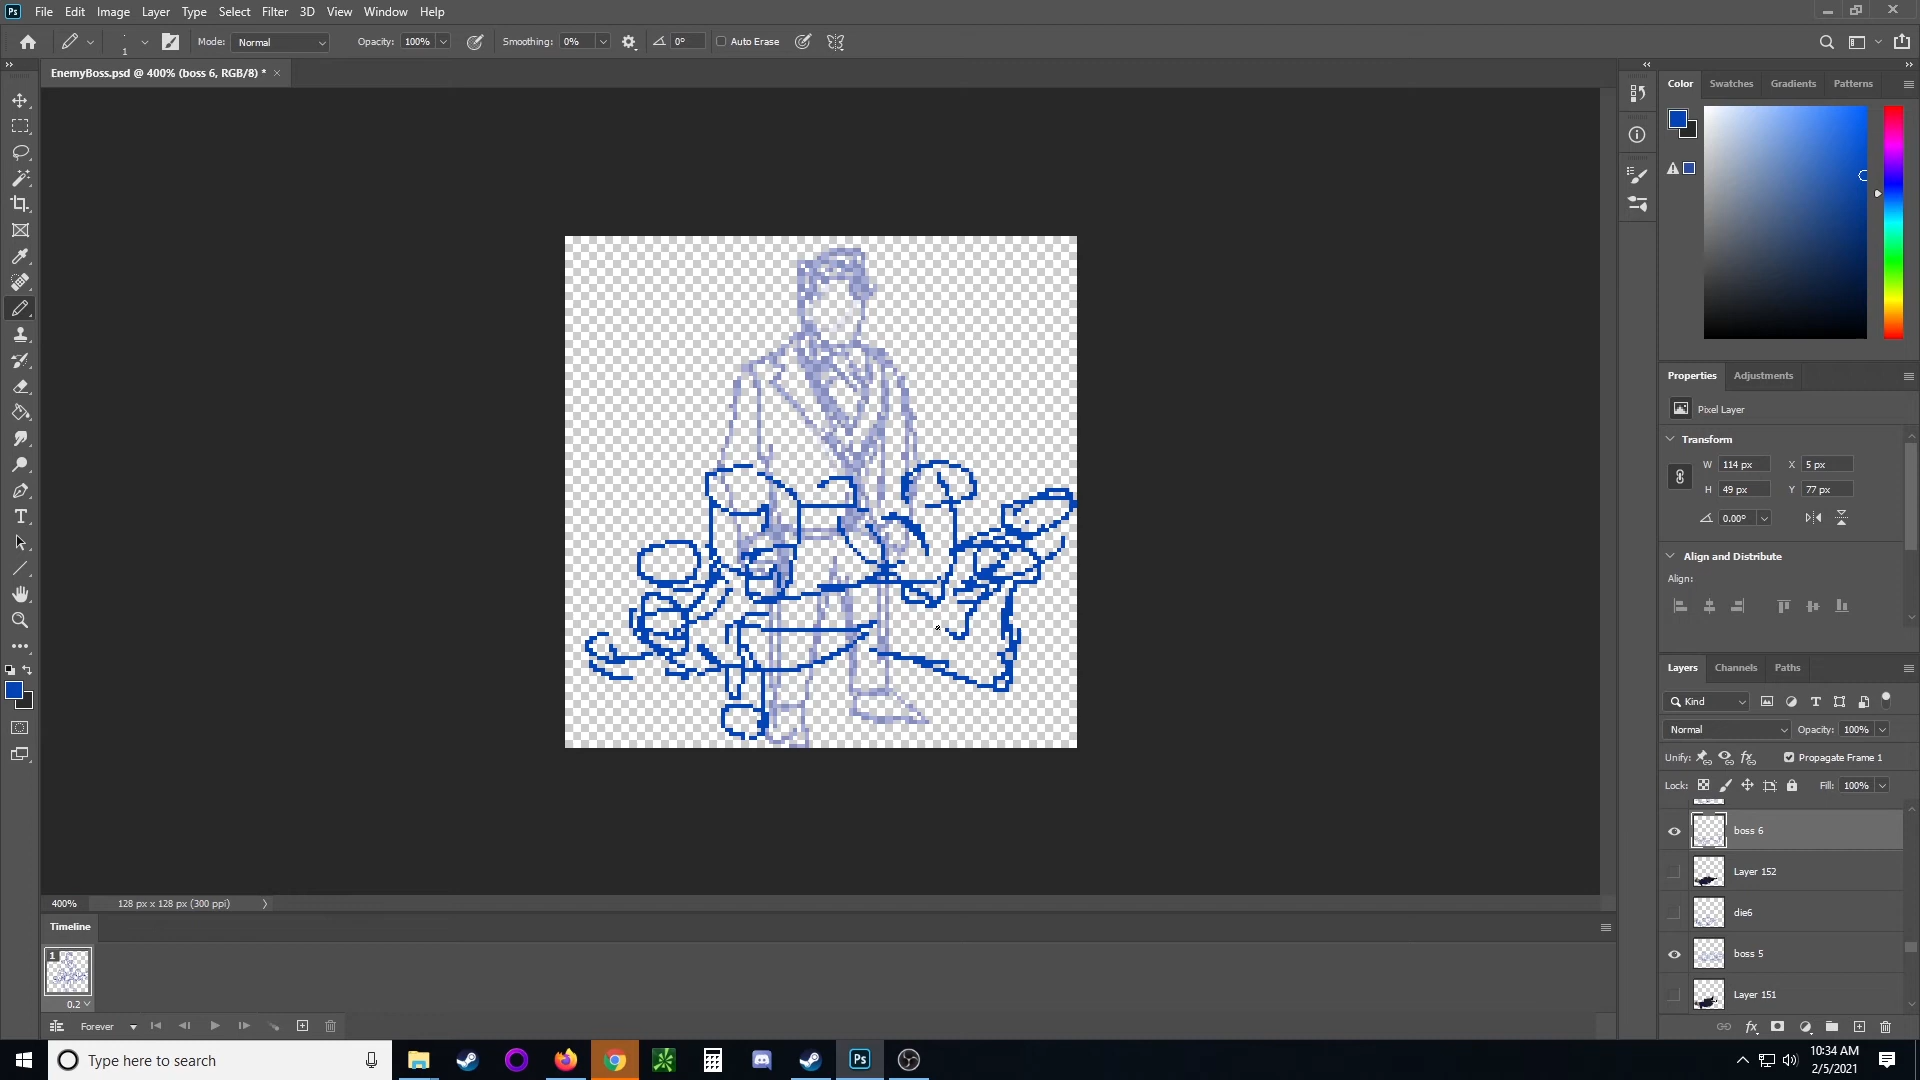 Ps File Edit Image Layer Type Select Filter 3D View Window Help
1 Mode: Normal Opacity: 100% Smoothing: 0% 0° Auto Erase
EnemyBoss.psd @ 400% (boss 6, RGB/8) * ×
Color Swatches Gradients Patterns
Properties Adjustments
Pixel Layer
Transform
W 114 px X 5 px
H 49 px Y 77 px
0.00°
Align and Distribute
Align:
Layers Channels Paths
Kind
Normal Opacity: 100%
Unify: Propagate Frame 1
Lock: Fill: 100%
boss 6
Layer 152
die6
boss 5
Layer 151
fx
400% 128 px x 128 px (300 ppi)
Timeline
1
0.2
Forever
Type here to search
Ps
10:34 AM
2/5/2021